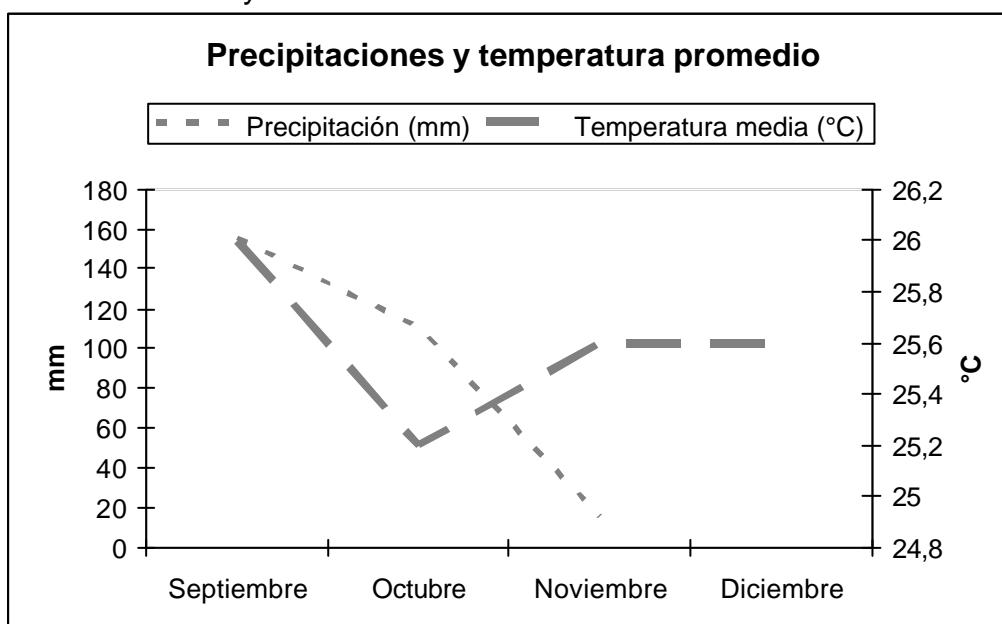 Precipitaciones y temperatura promedio
Precipitación (mm) Temperatura media (°C)
180 26,2
160 26
140 25,8
120
100 25,6
80 25,4
60 25,2
40
20 25
0 24,8
mm
°C
Septiembre Octubre Noviembre Diciembre